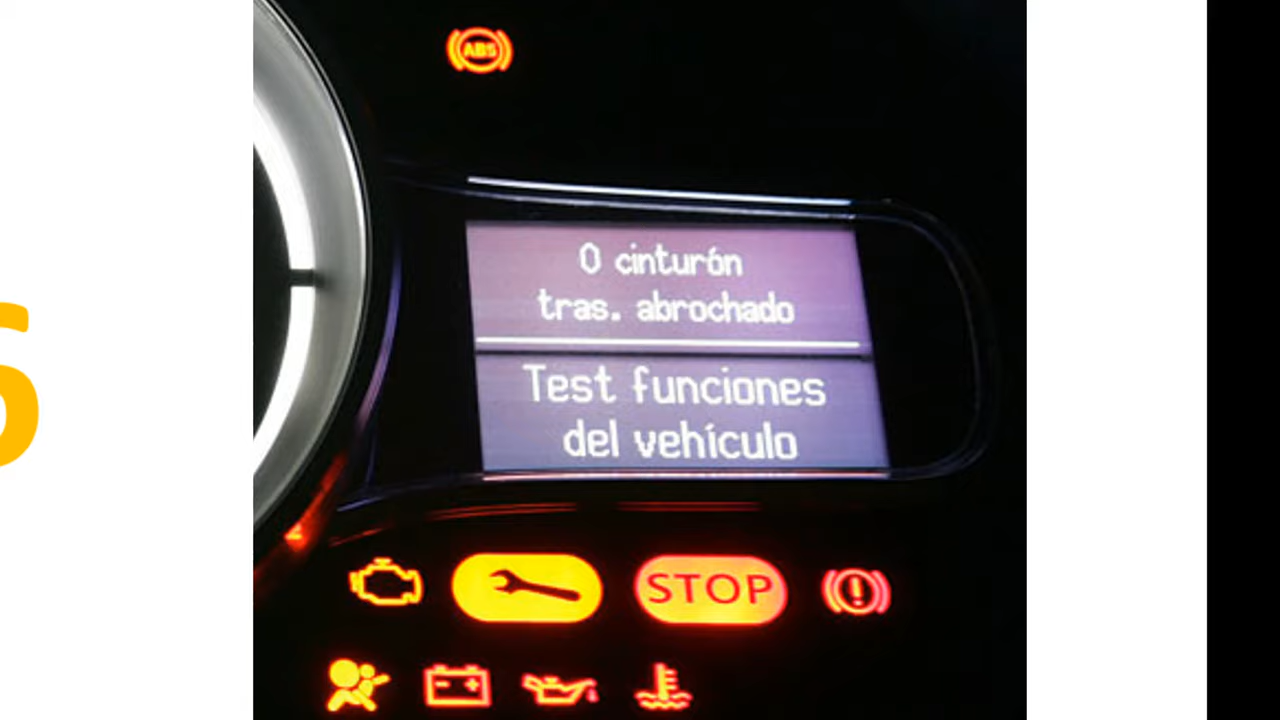 ABS
0 cinturón
tras. abrochado
Test funciones
del vehículo
STOP